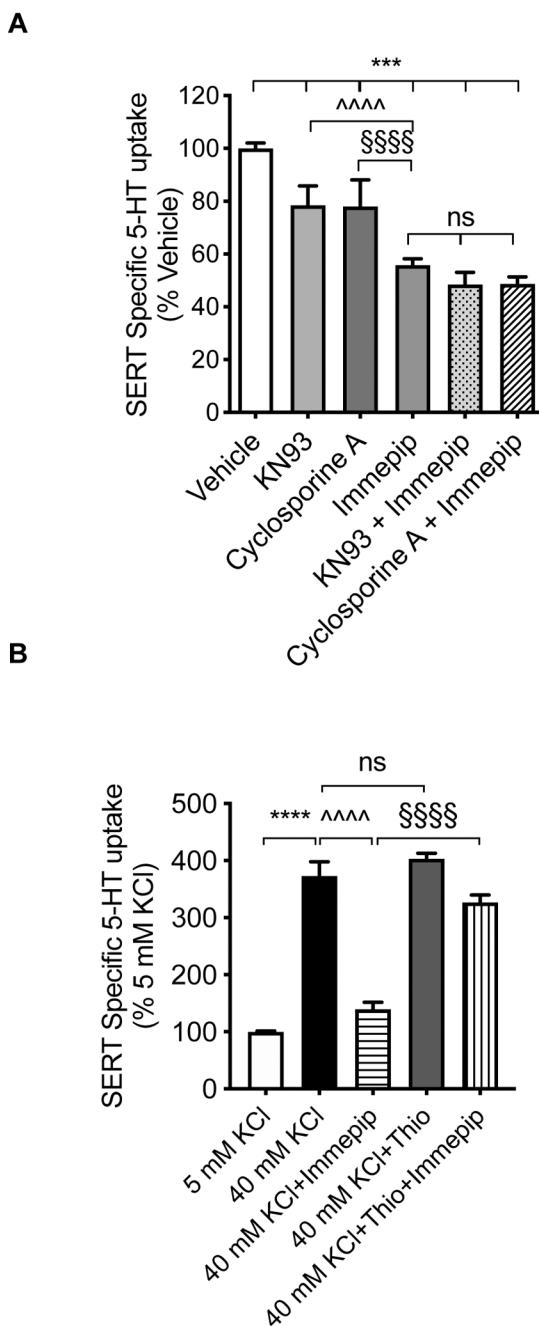 A
***
^^^^
§§§§
ns
120
100
80
60
40
20
0
SERT Specific 5-HT uptake
(% Vehicle)
Vehicle
KN93
Cyclosporine A
Immepip
KN93 + Immepip
Cyclosporine A + Immepip
B
ns
**** ^^^^ §§§§
500
400
300
200
100
0
SERT Specific 5-HT uptake
(% 5 mM KCl)
5 mM KCl
40 mM KCl
40 mM KCl+Immepip
40 mM KCl+Thio
40 mM KCl+Thio+Immepip